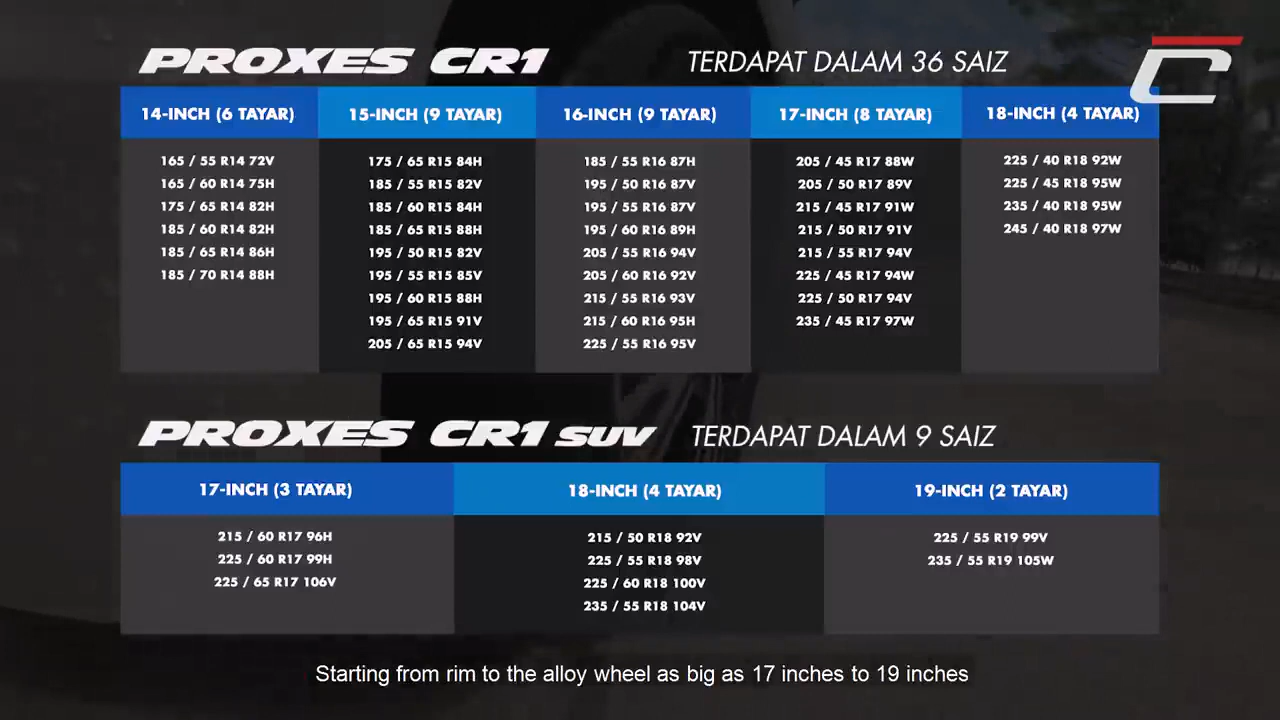 PROXES CR1
TERDAPAT DALAM 36 SAIZ
14-INCH (6 TAYAR)
165 / 55 R14 72V
165 / 60 R14 75H
175 / 65 R14 82H
185 / 60 R14 82H
185 / 65 R14 86H
185 / 70 R14 88H
15-INCH (9 TAYAR)
175 / 65 R15 84H
185 / 55 R15 82V
185 / 60 R15 84H
185 / 65 R15 88H
195 / 50 R15 82V
195 / 55 R15 85V
195 / 60 R15 88H
195 / 65 R15 91V
205 / 65 R15 94V
16-INCH (9 TAYAR)
185 / 55 R16 87H
195 / 50 R16 87V
195 / 55 R16 87V
195 / 60 R16 89H
205 / 55 R16 94V
205 / 60 R16 92V
215 / 55 R16 93V
215 / 60 R16 95H
225 / 55 R16 95V
17-INCH (8 TAYAR)
205 / 45 R17 88W
205 / 50 R17 89V
215 / 45 R17 91W
215 / 50 R17 91V
215 / 55 R17 94V
225 / 45 R17 94W
225 / 50 R17 94V
235 / 45 R17 97W
18-INCH (4 TAYAR)
225 / 40 R18 92W
225 / 45 R18 95W
235 / 40 R18 95W
245 / 40 R18 97W
PROXES CR1 SUV
TERDAPAT DALAM 9 SAIZ
17-INCH (3 TAYAR)
215 / 60 R17 96H
225 / 60 R17 99H
225 / 65 R17 106V
18-INCH (4 TAYAR)
215 / 50 R18 92V
225 / 55 R18 98V
225 / 60 R18 100V
235 / 55 R18 104V
19-INCH (2 TAYAR)
225 / 55 R19 99V
235 / 55 R19 105W
Starting from rim to the alloy wheel as big as 17 inches to 19 inches